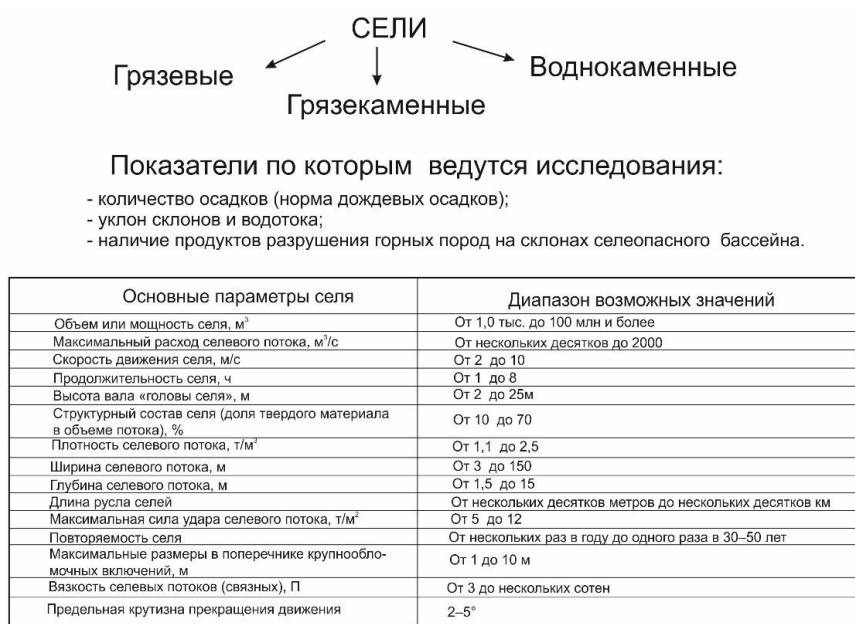 СЕЛИ
Грязевые
Воднокаменные
Грязекаменные
Показатели по которым ведутся исследования:
- количество осадков (норма дождевых осадков);
- уклон склонов и водотока;
- наличие продуктов разрушения горных пород на склонах селеопасного бассейна.
Основные параметры селя Диапазон возможных значений
Объем или мощность селя, м³ От 1,0 тыс. до 100 млн и более
Максимальный расход селевого потока, м³/с От нескольких десятков до 2000
Скорость движения селя, м/с От 2 до 10
Продолжительность селя, ч От 1 до 8
Высота вала «головы селя», м От 2 до 25м
Структурный состав селя (доля твердого материала
в объеме потока), % От 10 до 70
Плотность селевого потока, т/м³ От 1,1 до 2,5
Ширина селевого потока, м От 3 до 150
Глубина селевого потока, м От 1,5 до 15
Длина русла селей От нескольких десятков метров до нескольких десятков км
Максимальная сила удара селевого потока, т/м² От 5 до 12
Повторяемость селя От нескольких раз в году до одного раза в 30–50 лет
Максимальные размеры в поперечнике крупнообло-
мочных включений, м От 1 до 10 м
Вязкость селевых потоков (связных), П От 3 до нескольких сотен
Предельная крутизна прекращения движения 2–5°